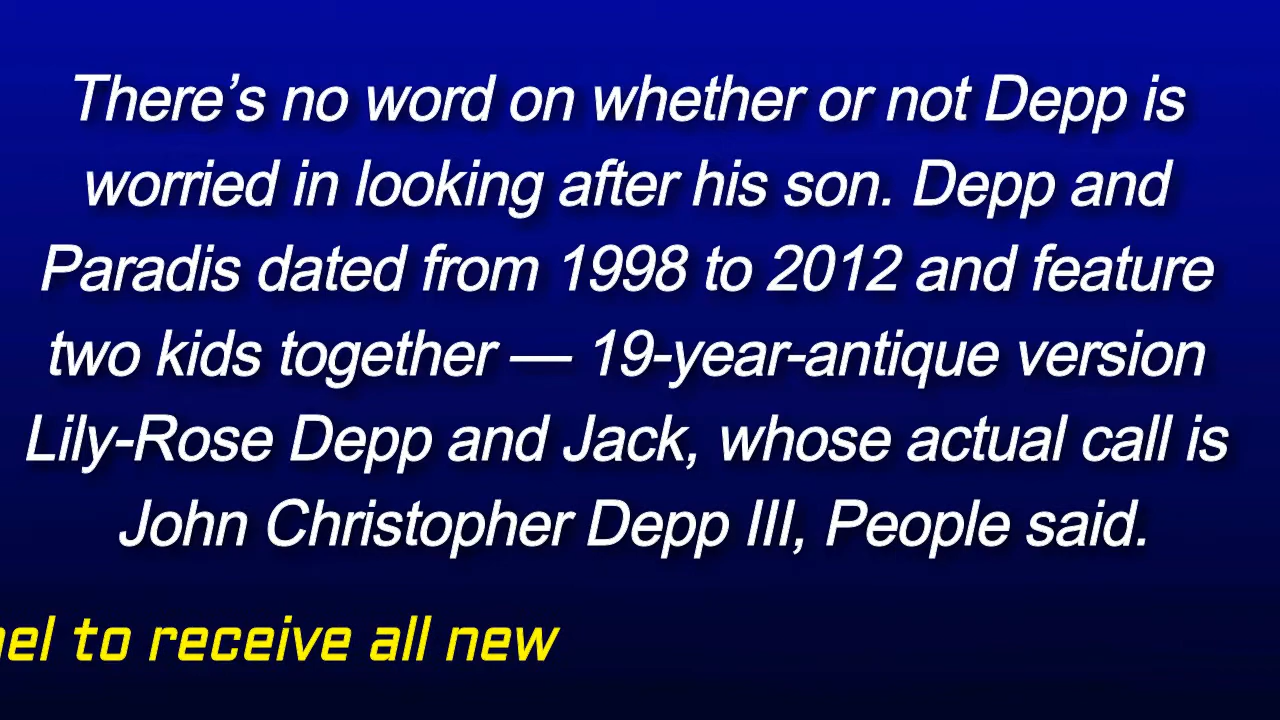 There’s no word on whether or not Depp is
worried in looking after his son. Depp and
Paradis dated from 1998 to 2012 and feature
two kids together — 19-year-antique version
Lily-Rose Depp and Jack, whose actual call is
John Christopher Depp III, People said.
to receive all new